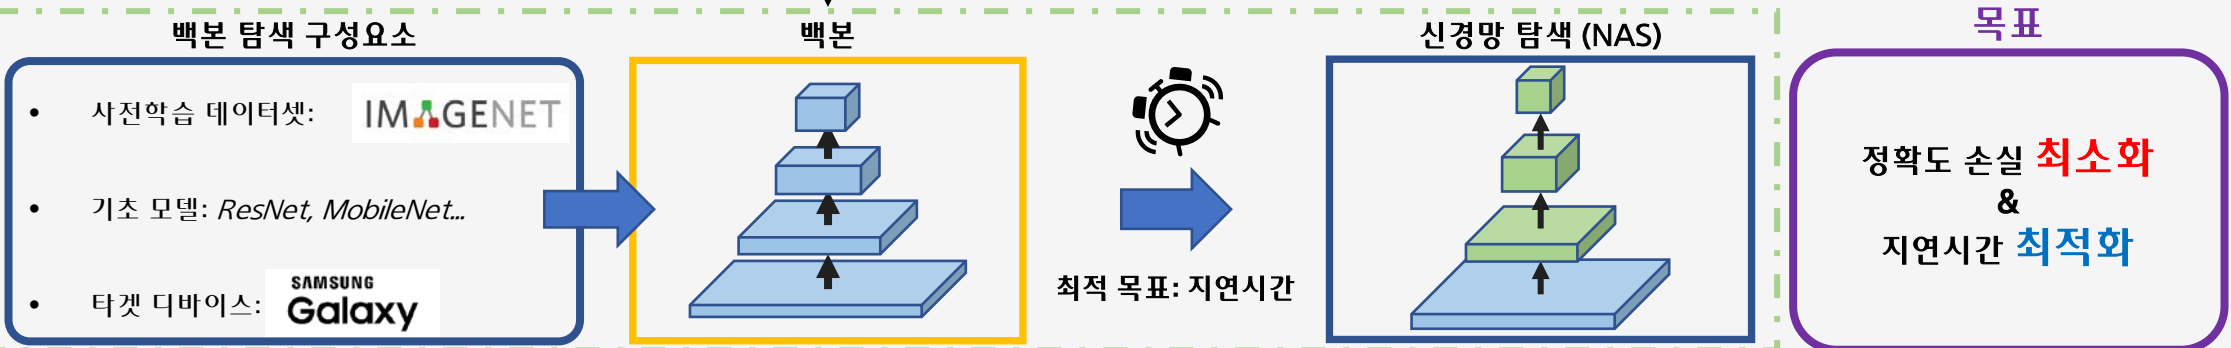 백본 탐색 구성요소
• 사전학습 데이터셋: IMAGENET
• 기초 모델: ResNet, MobileNet...
• 타겟 디바이스: SAMSUNG Galaxy
백본
최적 목표: 지연시간
신경망 탐색 (NAS)
목표
정확도 손실 최소화
&
지연시간 최적화